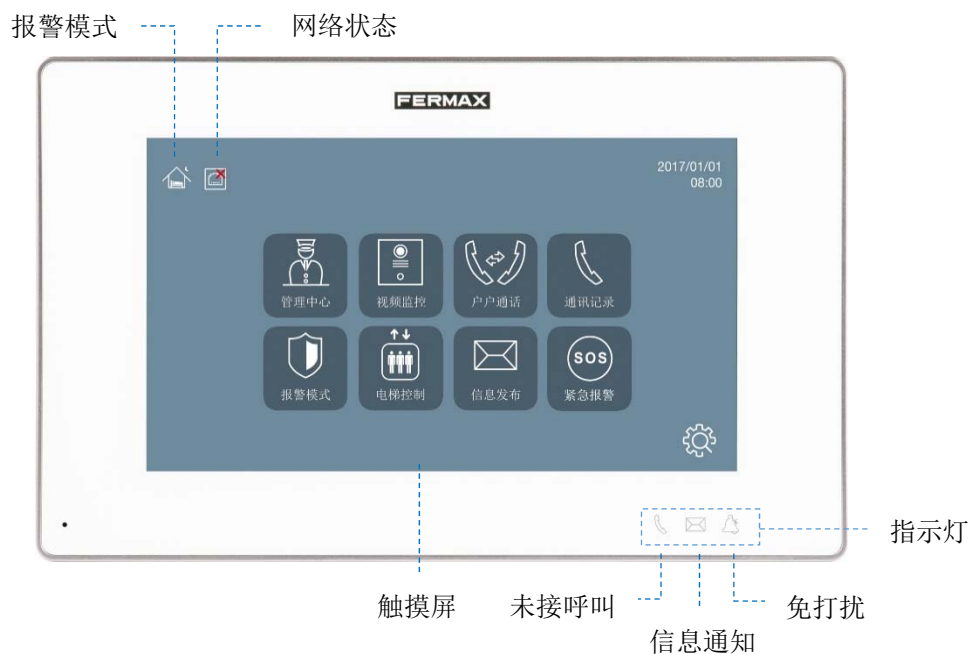 报警模式
网络状态
FERMAX
2017/01/01
08:00
管理中心
视频监控
户户通话
通讯记录
报警模式
电梯控制
信息发布
SOS
紧急报警
指示灯
触摸屏
未接呼叫
免打扰
信息通知